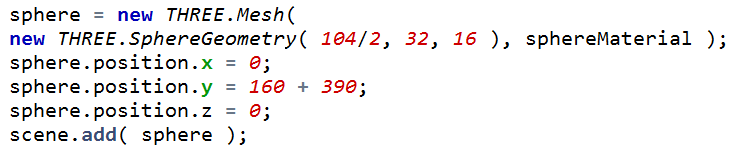 sphere = new THREE.Mesh(
new THREE.SphereGeometry( 104/2, 32, 16 ), sphereMaterial );
sphere.position.x = 0;
sphere.position.y = 160 + 390;
sphere.position.z = 0;
scene.add( sphere );